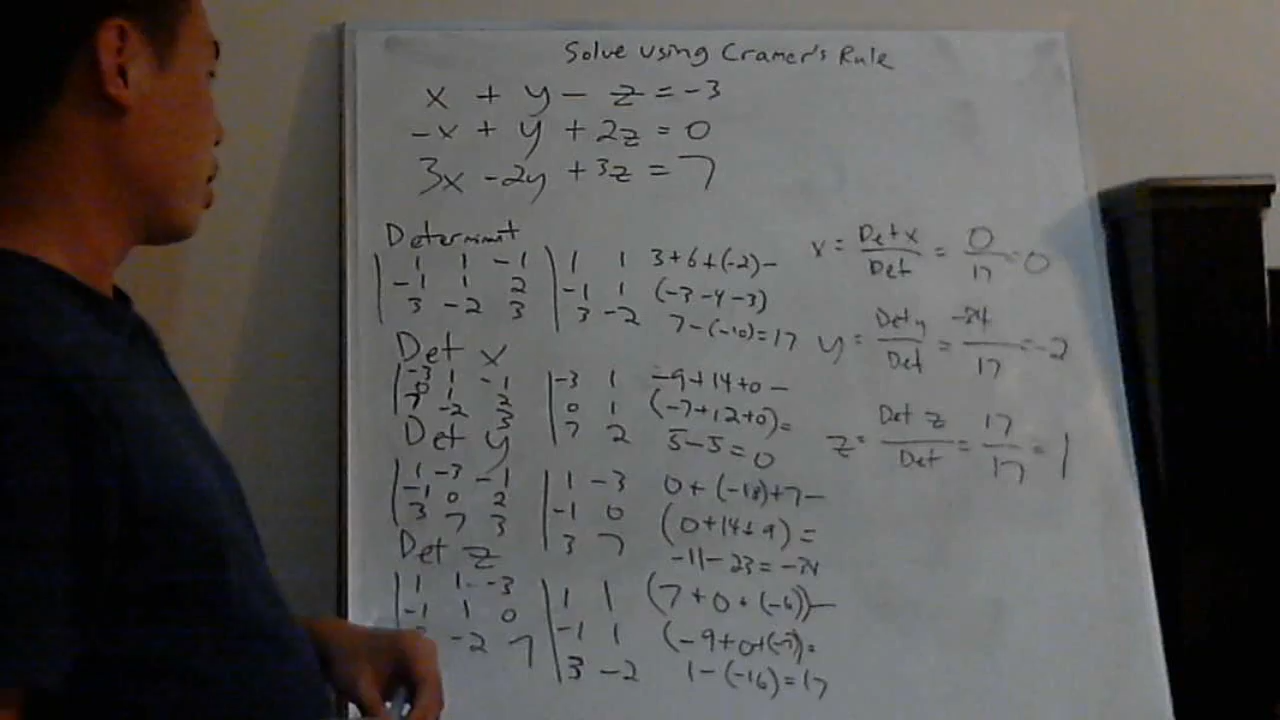 Solve using Cramer's Rule
x + y - z = -3
-x + y + 2z = 0
3x - 2y + 3z = 7
Determinant
| 1 1 -1 | 1 1 3+6+(-2)-
| -1 1 2 | -1 1 (-3-4-3)
| 3 -2 3 | 3 -2 7-(-10)=17
Det x
| -3 1 -1 | -3 1 -9+14+0-
| 0 1 2 | 0 1 (-7+12+0)=
| 7 -2 3 | 7 2 5-5=0
Det y
| 1 -3 -1 | 1 -3 0+(-18)+7-
| -1 0 2 | -1 0 (0+14+9)=
| 3 7 3 | 3 7 -11-23=-34
Det z
| 1 1 -3 | 1 1 (7+0+(-6))-
| -1 1 0 | -1 1 (-9+0+(-7)=
-2 7 | 3 -2 1-(-16)=17
x = Det x / Det = 0 / 17 = 0
y = Det y / Det = -34 / 17 = -2
z = Det z / Det = 17 / 17 = 1